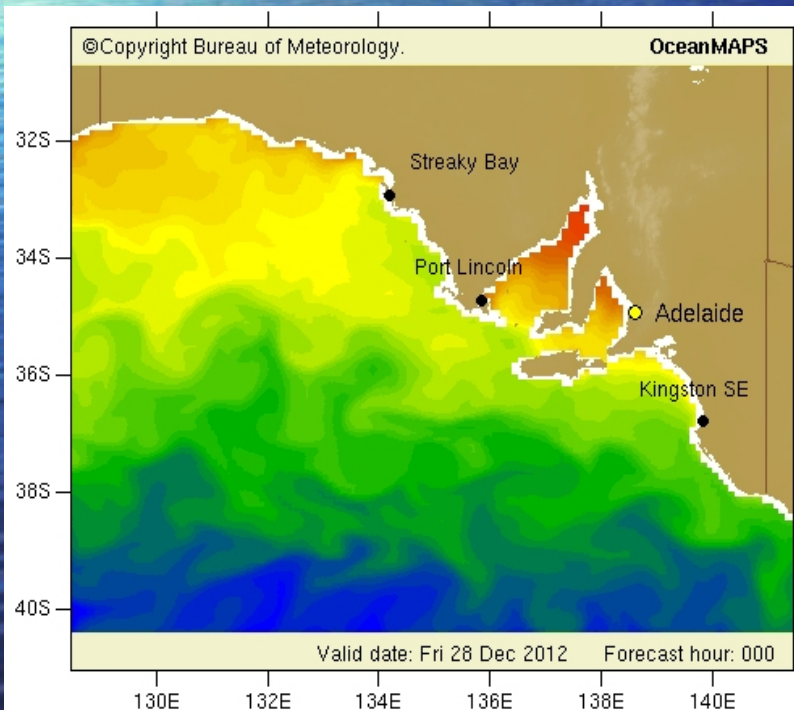 ©Copyright Bureau of Meteorology. OceanMAPS
32S
Streaky Bay
34S
Port Lincoln
Adelaide
36S
Kingston SE
38S
40S
Valid date: Fri 28 Dec 2012 Forecast hour: 000
130E 132E 134E 136E 138E 140E